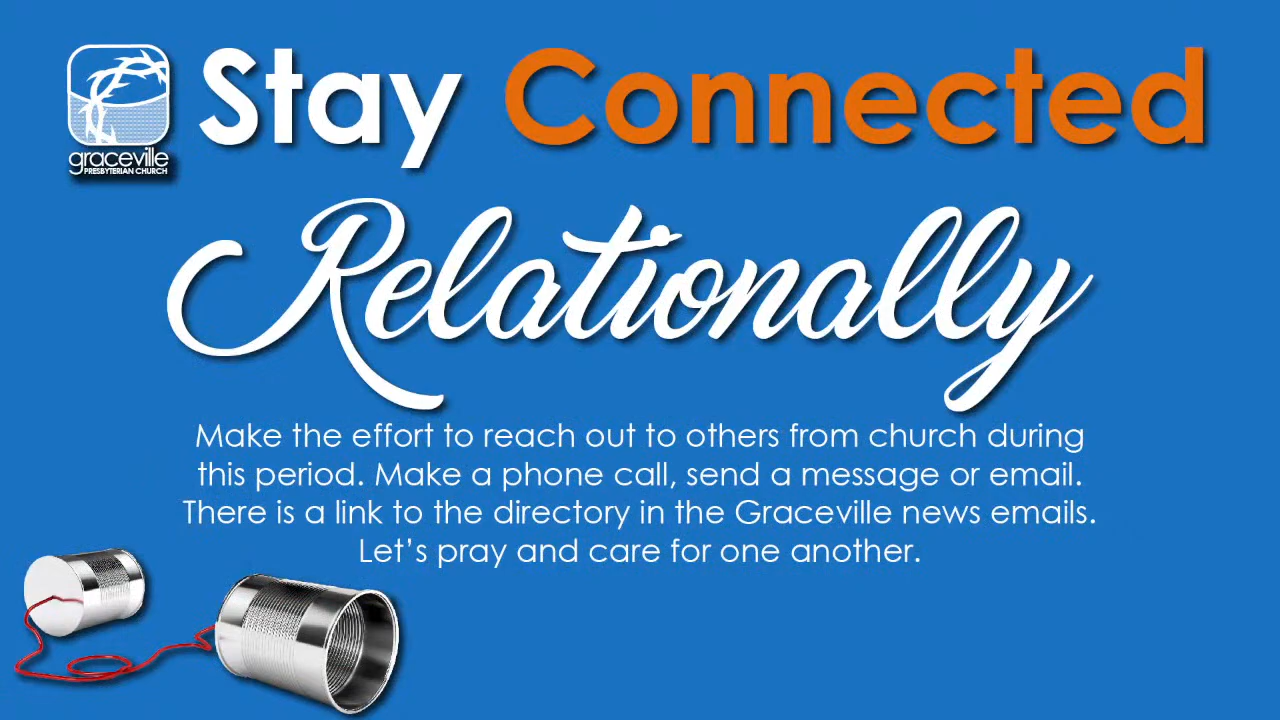 Stay Connected
graceville
PRESBYTERIAN CHURCH
Relationally
Make the effort to reach out to others from church during
this period. Make a phone call, send a message or email.
There is a link to the directory in the Graceville news emails.
Let’s pray and care for one another.